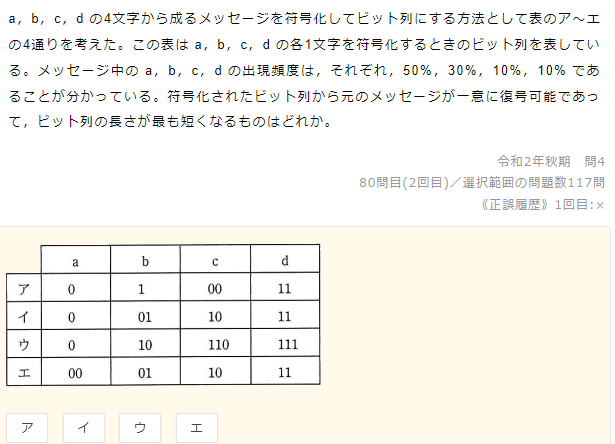 a, b, c, d の4文字から成るメッセージを符号化してビット列にする方法として表のア～エ
の4通りを考えた。この表は a, b, c, d の各1文字を符号化するときのビット列を表してい
る。メッセージ中の a, b, c, d の出現頻度は，それぞれ，50%，30%，10%，10% であ
ることが分かっている。符号化されたビット列から元のメッセージが一意に復号可能であっ
て，ビット列の長さが最も短くなるものはどれか。
令和2年秋期　問4
80問目(2回目)／選択範囲の問題数117問
《正誤履歴》1回目:×
a b c d
ア 0 1 00 11
イ 0 01 10 11
ウ 0 10 110 111
エ 00 01 10 11
ア イ ウ エ